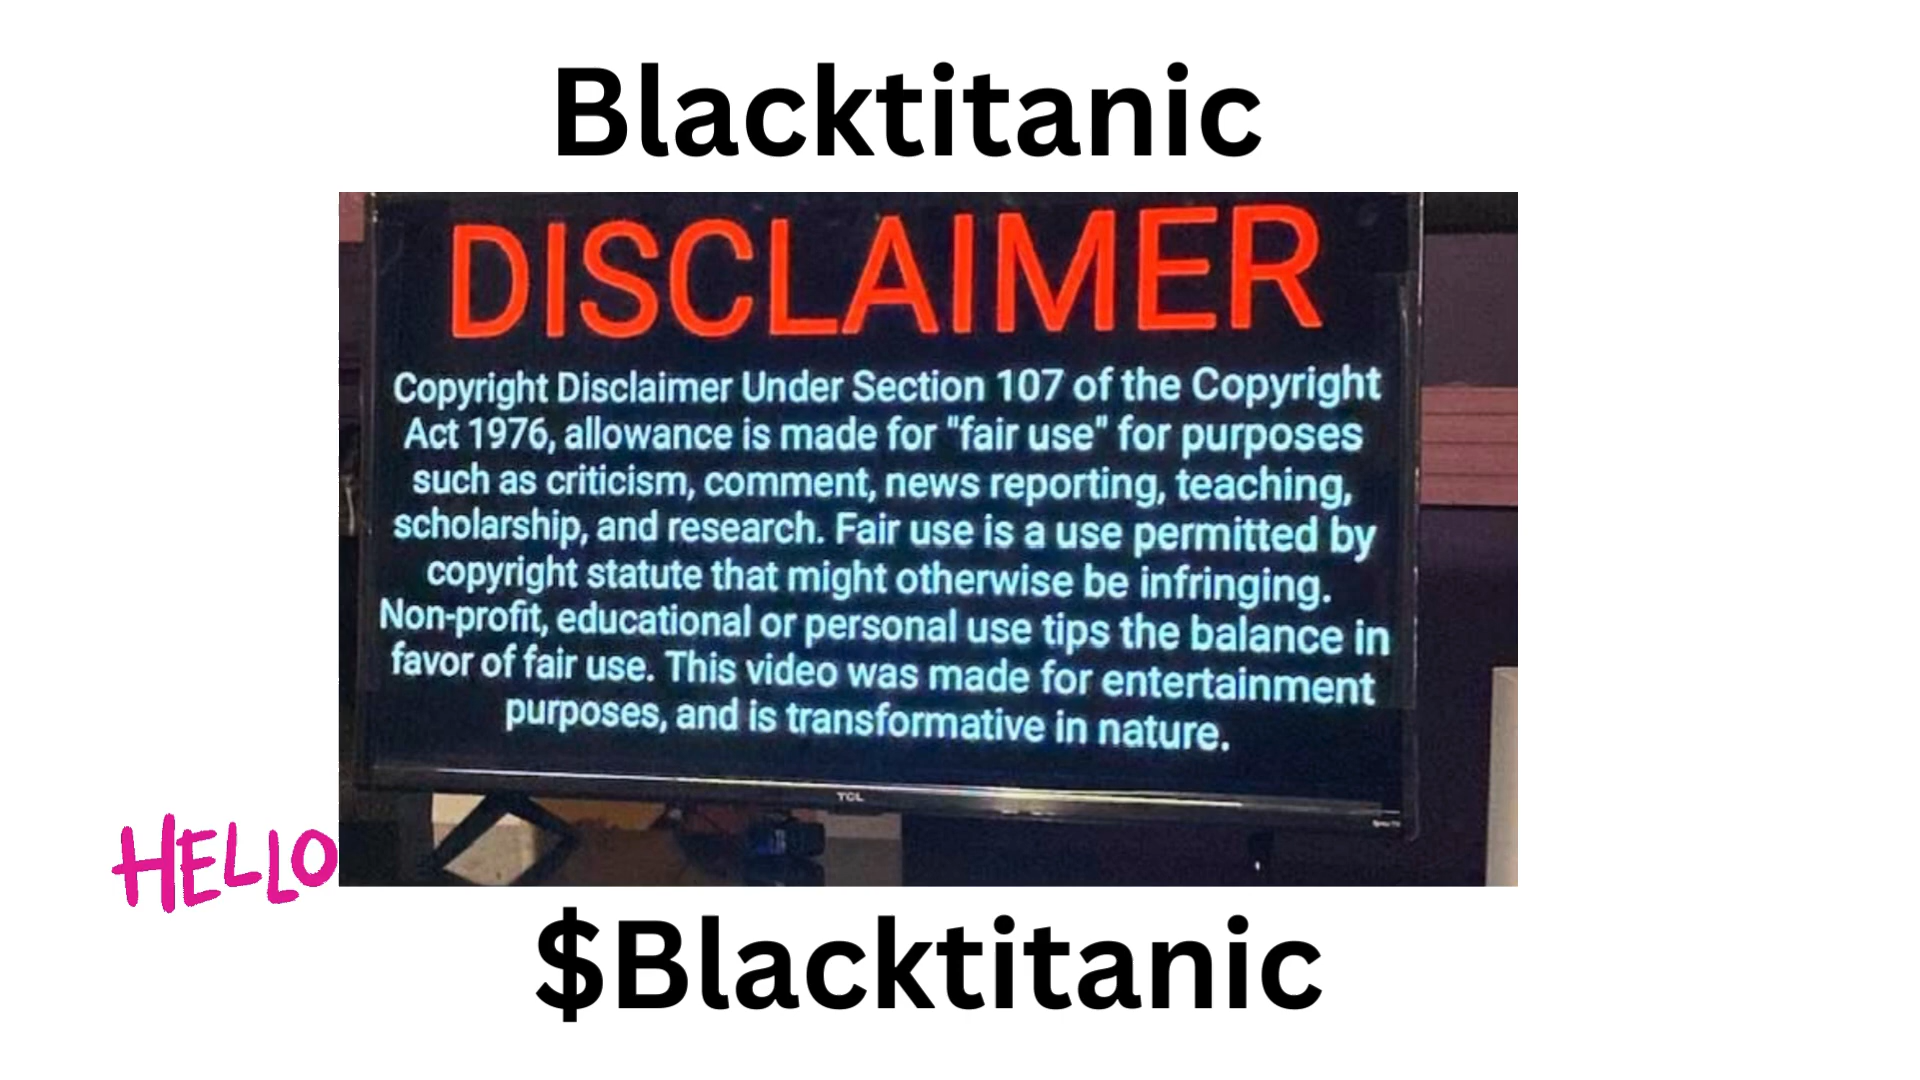 Blacktitanic
DISCLAIMER
Copyright Disclaimer Under Section 107 of the Copyright
Act 1976, allowance is made for "fair use" for purposes
such as criticism, comment, news reporting, teaching,
scholarship, and research. Fair use is a use permitted by
copyright statute that might otherwise be infringing.
Non-profit, educational or personal use tips the balance in
favor of fair use. This video was made for entertainment
purposes, and is transformative in nature.
TCL
HELLO
$Blacktitanic